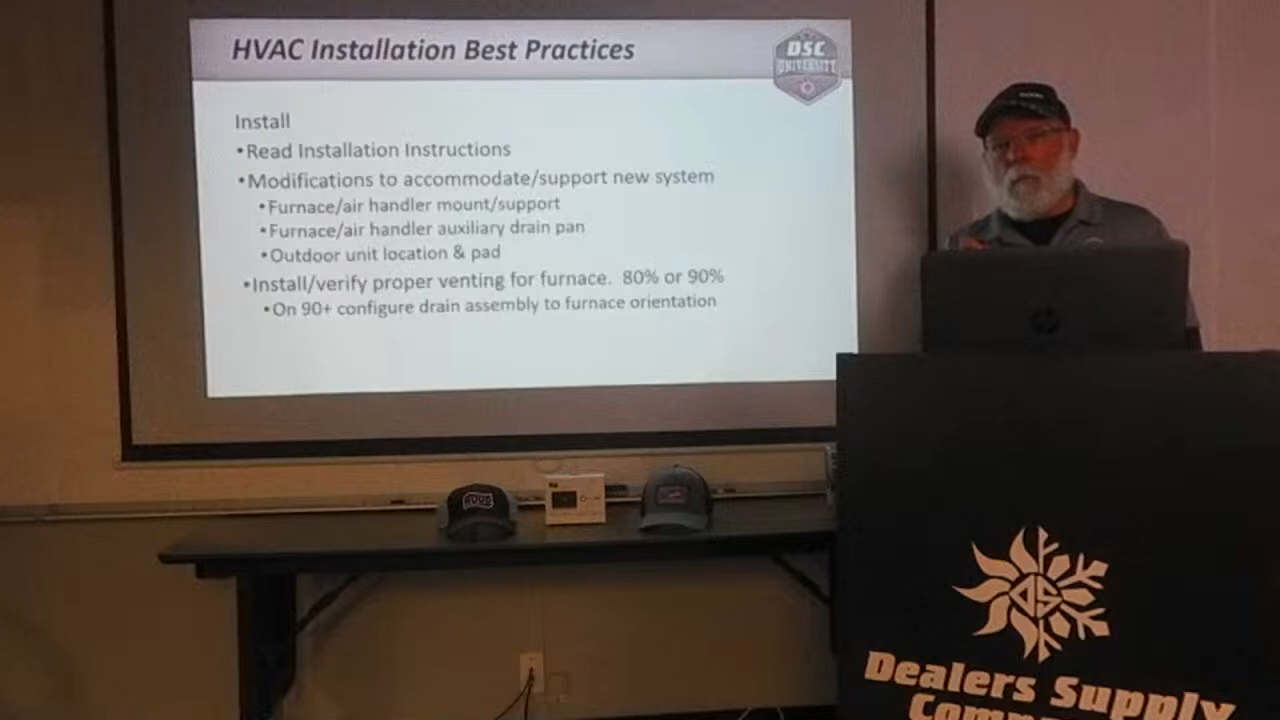 HVAC Installation Best Practices
DSC
UNIVERSITY
Install
•Read Installation Instructions
•Modifications to accommodate/support new system
•Furnace/air handler mount/support
•Furnace/air handler auxiliary drain pan
•Outdoor unit location & pad
•Install/verify proper venting for furnace. 80% or 90%
•On 90+ configure drain assembly to furnace orientation
hp
DS
Dealers Supply